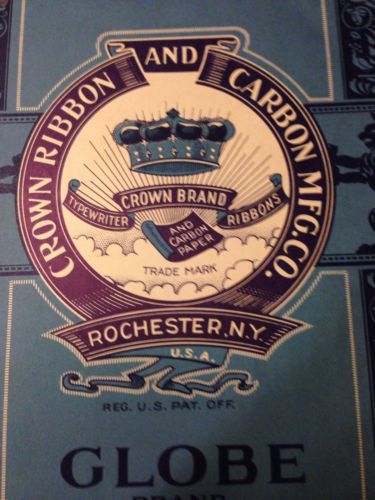 CROWN RIBBON AND CARBON MFG. CO.
CROWN BRAND
TYPEWRITER RIBBONS
AND
CARBON
PAPER
TRADE MARK
ROCHESTER, N.Y.
U.S.A.
REG. U.S. PAT. OFF.
GLOBE
BRAND